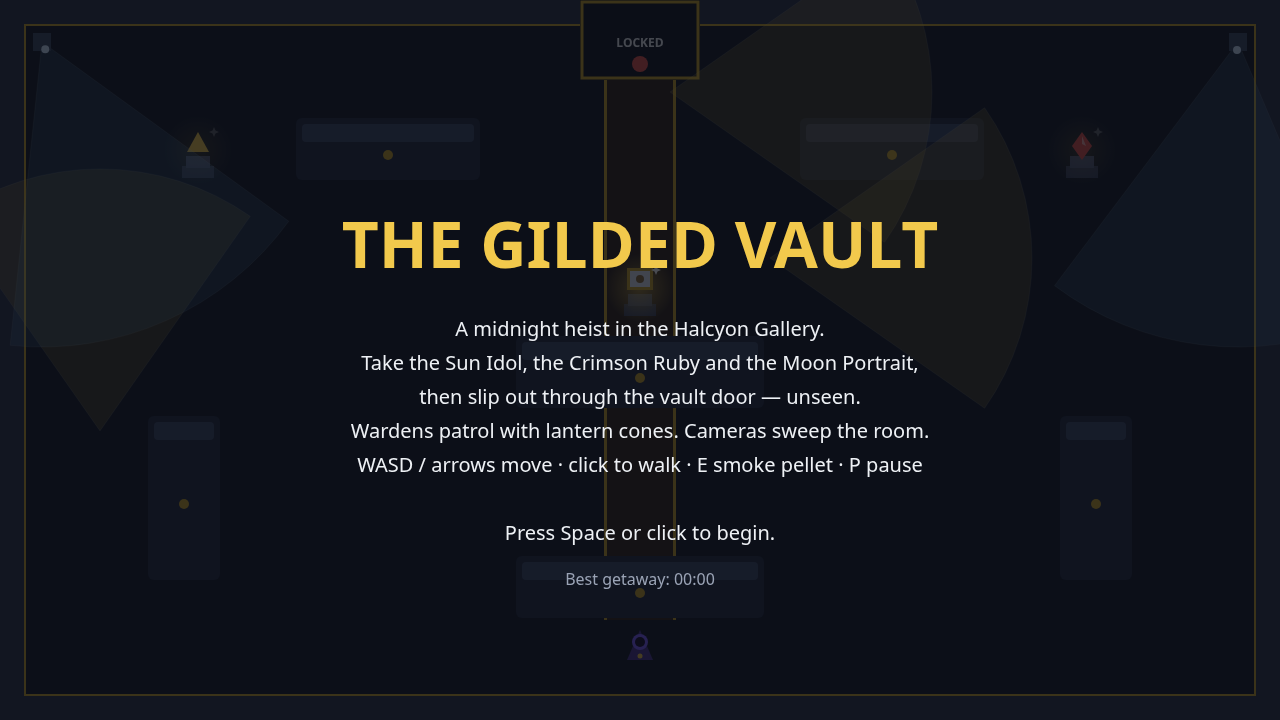 LOCKED
THE GILDED VAULT
A midnight heist in the Halcyon Gallery.
Take the Sun Idol, the Crimson Ruby and the Moon Portrait,
then slip out through the vault door — unseen.
Wardens patrol with lantern cones. Cameras sweep the room.
WASD / arrows move · click to walk · E smoke pellet · P pause
Press Space or click to begin.
Best getaway: 00:00